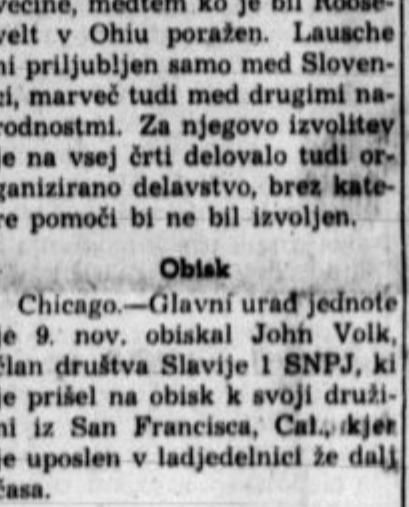 večine, medtem ko je bil Roose-
velt v Ohiu poražen. Lausche
ni priljubljen samo med Sloven-
ci, marveč tudi med drugimi na-
rodnostmi. Za njegovo izvolitev
je na vsej črti delovalo tudi or-
ganizirano delavstvo, brez kate-
re pomoči bi ne bil izvoljen.
Obisk
Chicago.—Glavni urad jednote
je 9. nov. obiskal John Volk,
član društva Slavije 1 SNPJ, ki
je prišel na obisk k svoji druži-
ni iz San Francisca, Cal., kjer
je uposlen v ladjedelnici že dalj
časa.